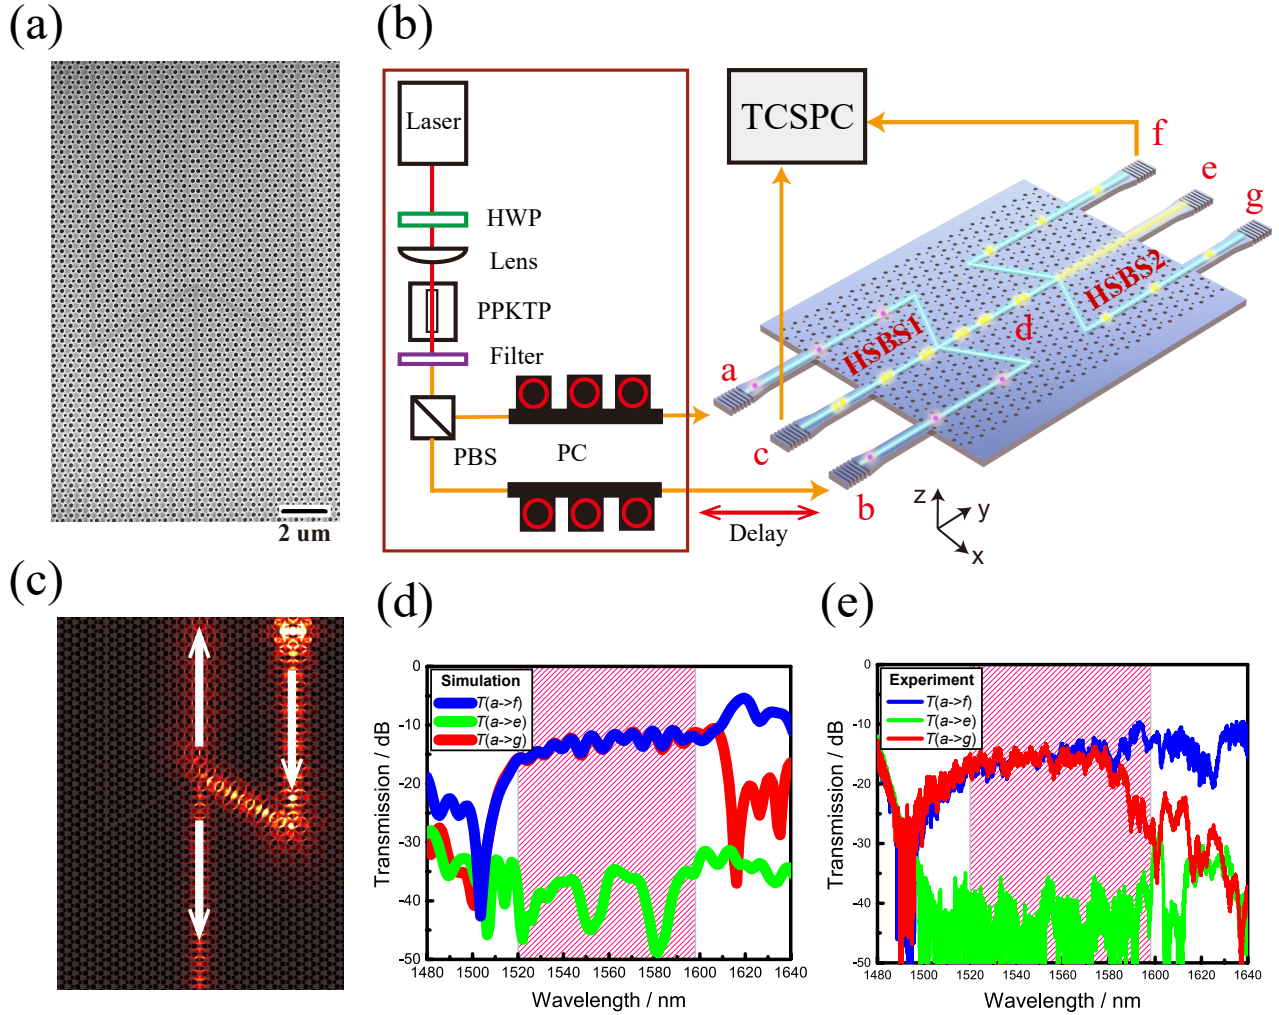 (a)
2 um
(b)
Laser
HWP
Lens
PPKTP
Filter
PBS
PC
Delay
TCSPC
f
e
g
HSBS2
d
HSBS1
a
c
b
z
y
x
(c)
(d)
Simulation
T(a->f)
T(a->e)
T(a->g)
Transmission / dB
0
-10
-20
-30
-40
-50
1480 1500 1520 1540 1560 1580 1600 1620 1640
Wavelength / nm
(e)
Experiment
T(a->f)
T(a->e)
T(a->g)
Transmission / dB
0
-10
-20
-30
-40
-50
1480 1500 1520 1540 1560 1580 1600 1620 1640
Wavelength / nm